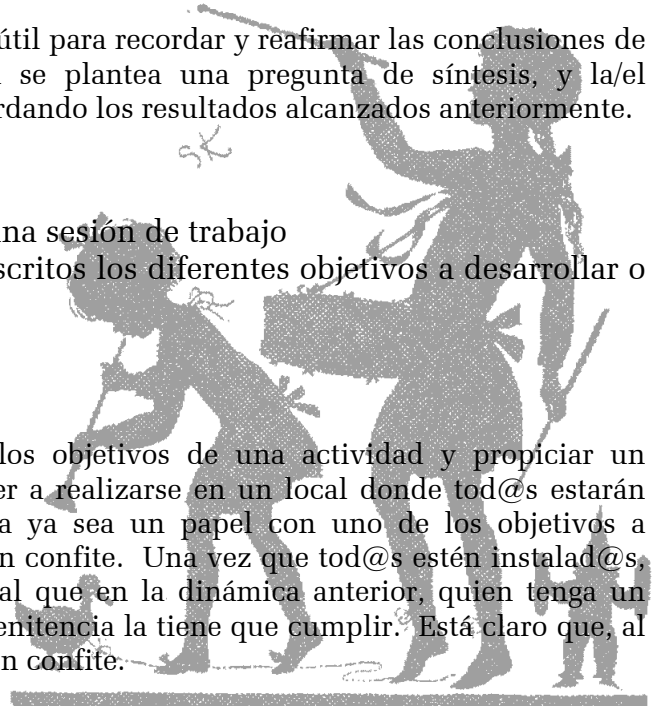 útil para recordar y reafirmar las conclusiones de
se plantea una pregunta de síntesis, y la/el
rdando los resultados alcanzados anteriormente.
SK
una sesión de trabajo
scritos los diferentes objetivos a desarrollar o
los objetivos de una actividad y propiciar un
er a realizarse en un local donde tod@s estarán
a ya sea un papel con uno de los objetivos a
n confite. Una vez que tod@s estén instalad@s,
al que en la dinámica anterior, quien tenga un
enitencia la tiene que cumplir. Está claro que, al
n confite.